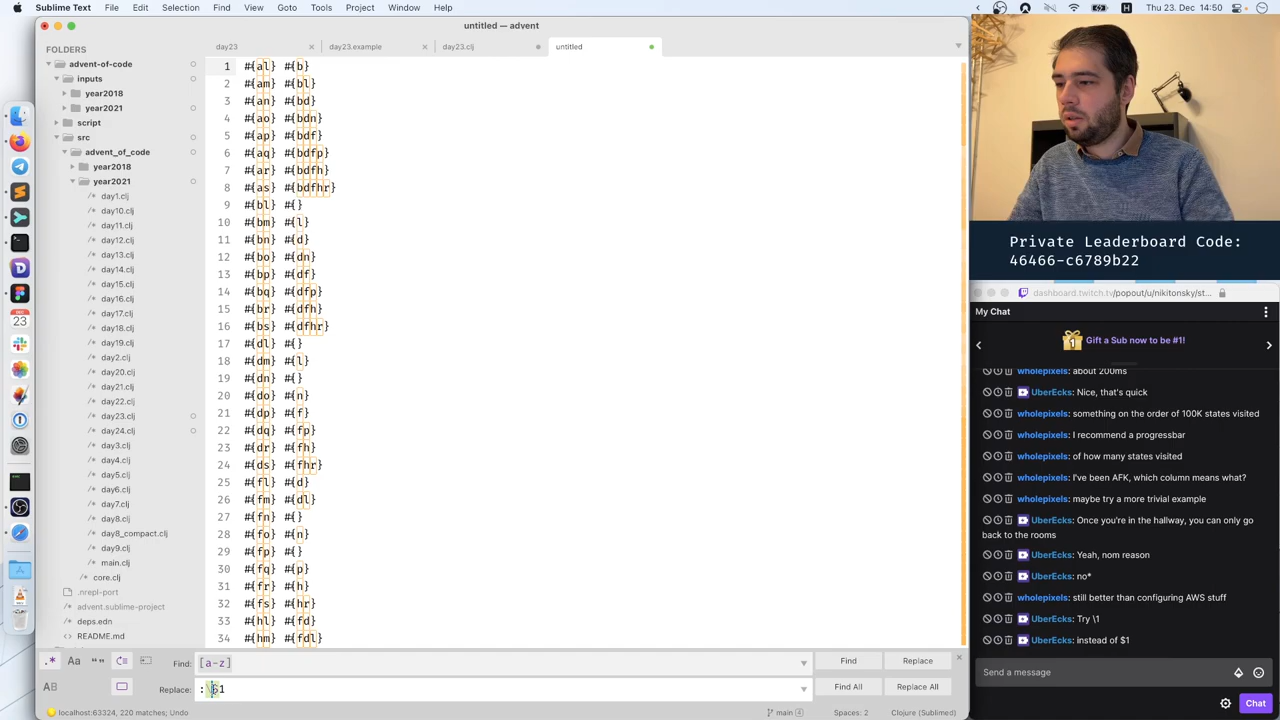 Sublime Text File Edit Selection Find View Goto Tools Project Window Help
Thu 23. Dec 14:50
untitled — advent
FOLDERS
advent-of-code
inputs
year2018
year2021
script
src
advent_of_code
year2018
year2021
/* day1.clj
/* day10.clj
/* day11.clj
/* day12.clj
/* day13.clj
/* day14.clj
/* day15.clj
/* day16.clj
/* day17.clj
/* day18.clj
/* day19.clj
/* day2.clj
/* day20.clj
/* day21.clj
/* day22.clj
/* day23.clj
/* day24.clj
/* day3.clj
/* day4.clj
/* day5.clj
/* day6.clj
/* day7.clj
/* day8.clj
/* day8_compact.clj
/* day9.clj
/* main.clj
/* core.clj
.nrepl-port
advent.sublime-project
deps.edn
README.md
day23 day23.example day23.clj untitled
1 #{al} #{b}
2 #{am} #{bl}
3 #{an} #{bd}
4 #{ao} #{bdn}
5 #{ap} #{bdf}
6 #{aq} #{bdfp}
7 #{ar} #{bdfh}
8 #{as} #{bdfhr}
9 #{bl} #{}
10 #{bm} #{l}
11 #{bn} #{d}
12 #{bo} #{dn}
13 #{bp} #{df}
14 #{bq} #{dfp}
15 #{br} #{dfh}
16 #{bs} #{dfhr}
17 #{dl} #{}
18 #{dm} #{l}
19 #{dn} #{}
20 #{do} #{n}
21 #{dp} #{f}
22 #{dq} #{fp}
23 #{dr} #{fh}
24 #{ds} #{fhr}
25 #{fl} #{d}
26 #{fm} #{dl}
27 #{fn} #{}
28 #{fo} #{n}
29 #{fp} #{}
30 #{fq} #{p}
31 #{fr} #{h}
32 #{fs} #{hr}
33 #{hl} #{fd}
34 #{hm} #{fdl}
Find: [a-z] Find Replace
Replace: Find All Replace All
localhost:63324, 220 matches; Undo
main 4 Spaces: 2 Clojure (Sublimed)
DEC
23
Private Leaderboard Code:
46466-c6789b22
dashboard.twitch.tv/popout/u/nikitonsky/st...
My Chat
1 Gift a Sub now to be #1!
wholepixels: about 200ms
UberEcks: Nice, that's quick
wholepixels: something on the order of 100K states visited
wholepixels: I recommend a progressbar
wholepixels: of how many states visited
wholepixels: I've been AFK, which column means what?
wholepixels: maybe try a more trivial example
UberEcks: Once you're in the hallway, you can only go
back to the rooms
UberEcks: Yeah, nom reason
UberEcks: no*
wholepixels: still better than configuring AWS stuff
UberEcks: Try \1
UberEcks: instead of $1
Send a message
Chat